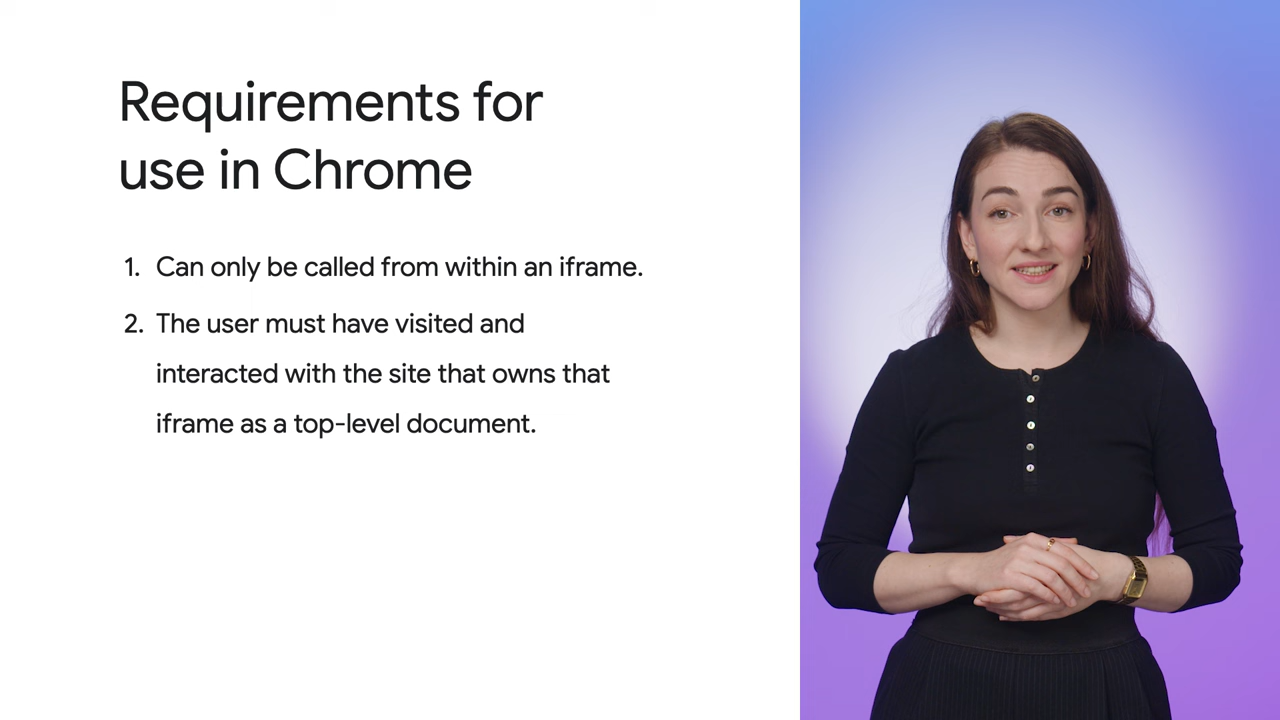 Requirements for
use in Chrome
1. Can only be called from within an iframe.
2. The user must have visited and
interacted with the site that owns that
iframe as a top-level document.